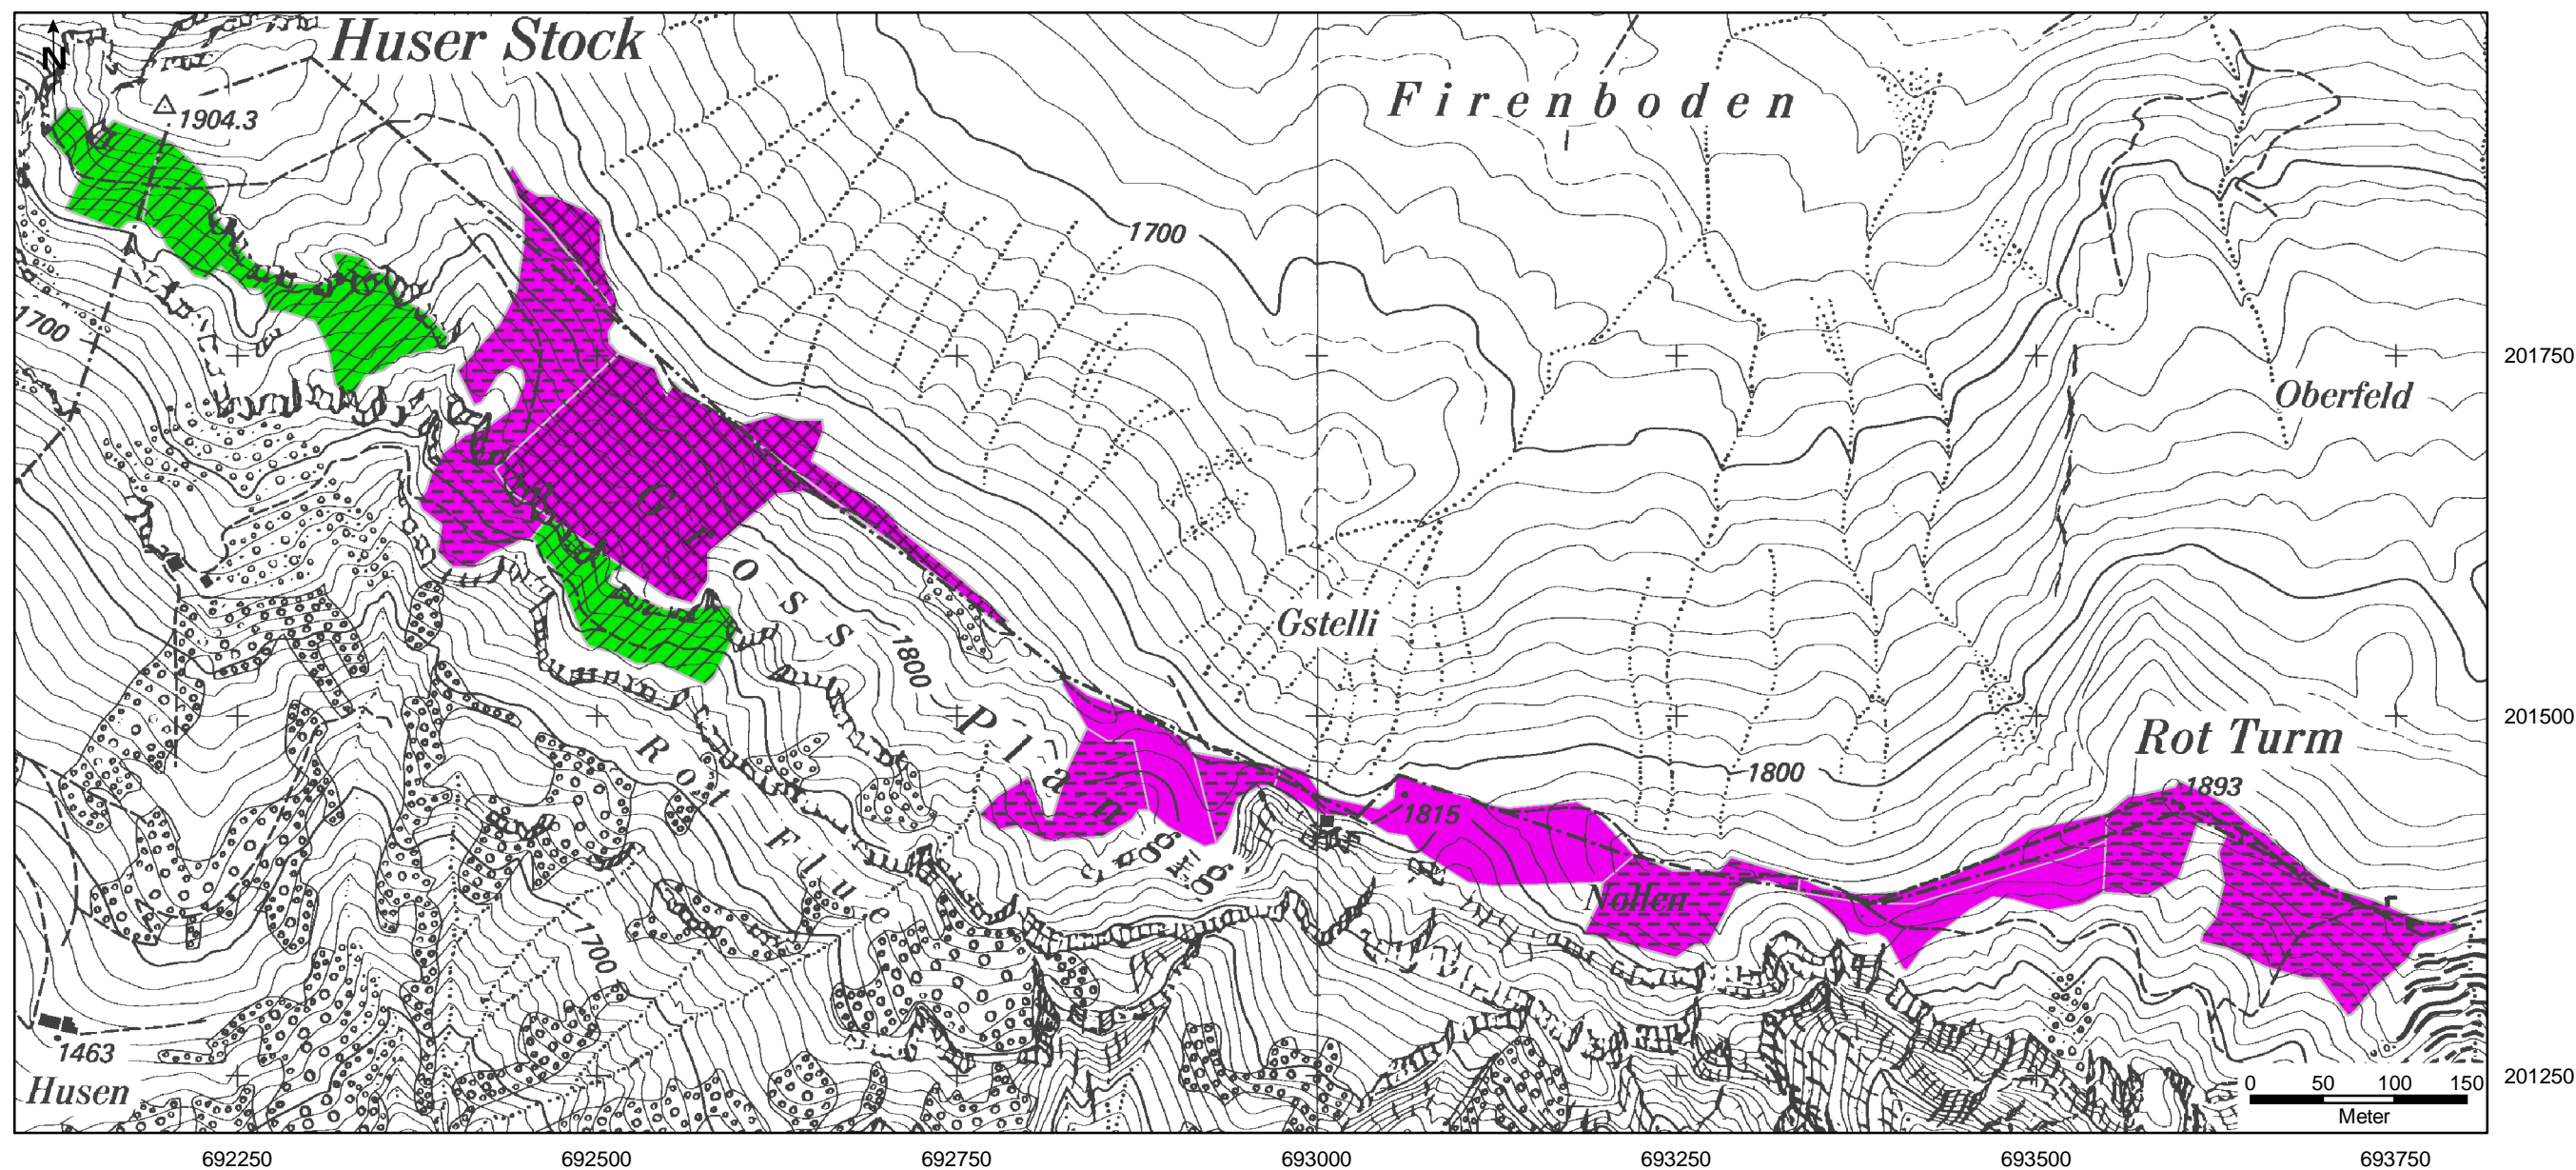 Huser Stock
Firenboden
N
1904.3
1700
1700
201750
Oberfeld
Gross Plan
1800
Gstelli
201500
Rot Turm
Rot Flue
1800
1893
1815
Nollen
1700
1463
Husen
0 50 100 150
Meter
201250
692250 692500 692750 693000 693250 693500 693750